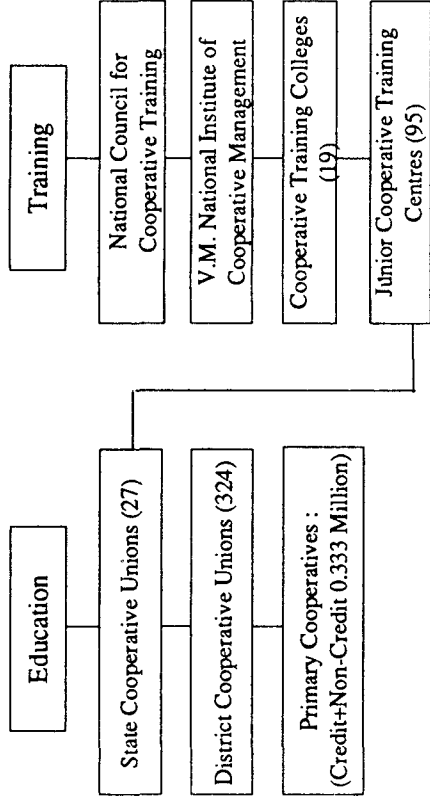 Education
State Cooperative Unions (27)
District Cooperative Unions (324)
Primary Cooperatives :
(Credit+Non-Credit 0.333 Million)
Training
National Council for
Cooperative Training
V.M. National Institute of
Cooperative Management
Cooperative Training Colleges
(19)
Junior Cooperative Training
Centres (95)